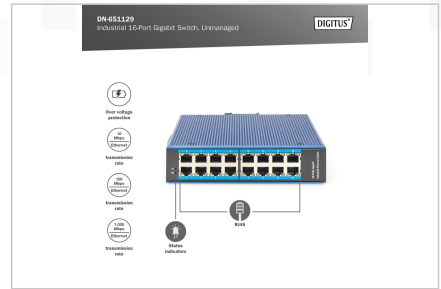 DN-651129
Industrial 16-Port Gigabit Switch, Unmanaged
DIGITUS®
Over voltage
protection
10
Mbps
Ethernet
transmission
rate
100
Mbps
Ethernet
transmission
rate
1.000
Mbps
Ethernet
transmission
rate
Status
Indicators
RJ45